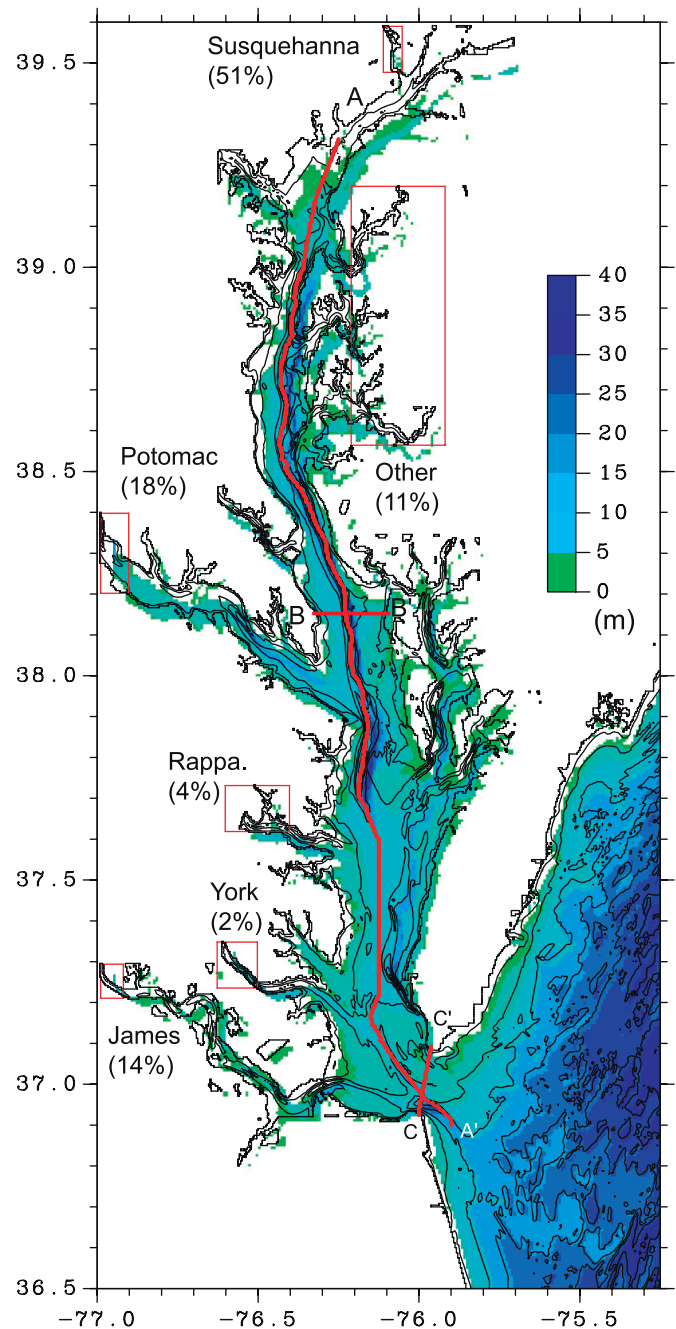 39.5
Susquehanna
(51%)
A
39.0
40
35
30
25
20
15
10
5
0
(m)
38.5
Potomac
(18%)
Other
(11%)
B
B'
38.0
Rappa.
(4%)
37.5
York
(2%)
James
(14%)
C'
37.0
C
A'
36.5
-77.0
-76.5
-76.0
-75.5